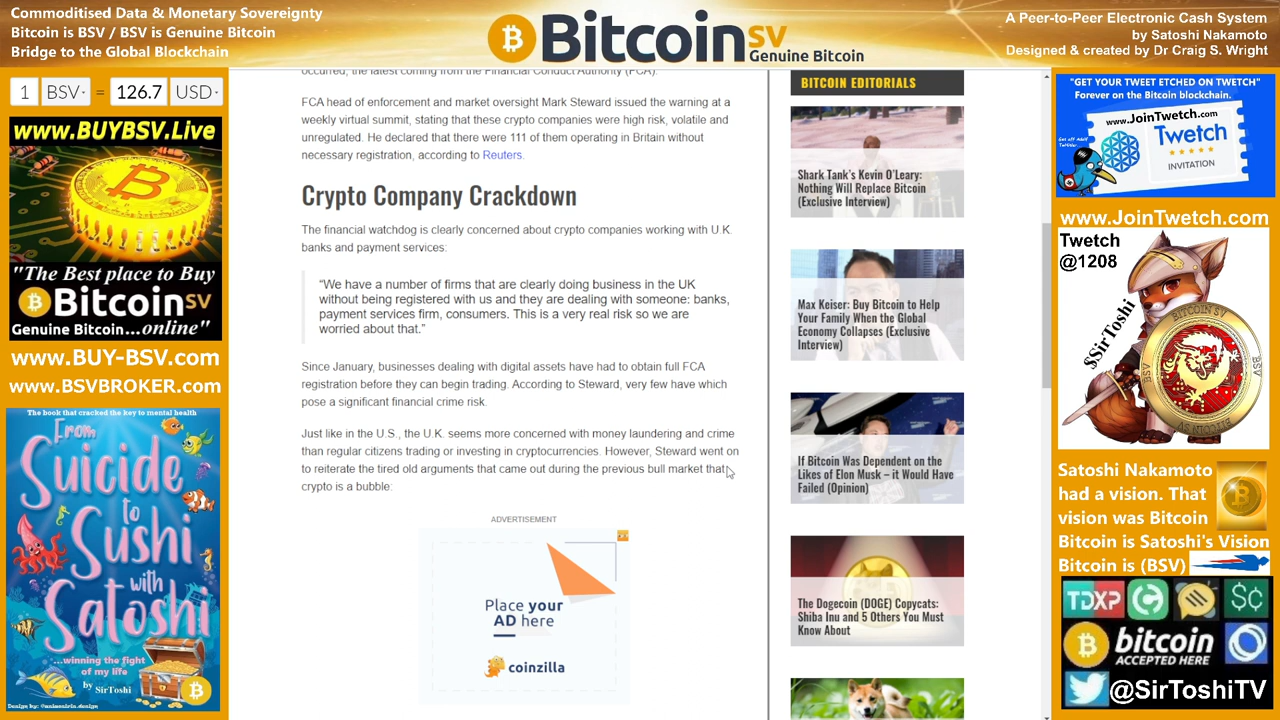 Commoditised Data & Monetary Sovereignty
Bitcoin is BSV / BSV is Genuine Bitcoin
Bridge to the Global Blockchain
BitcoinSV
Genuine Bitcoin
A Peer-to-Peer Electronic Cash System
by Satoshi Nakamoto
Designed & created by Dr Craig S. Wright
1 BSV = 126.7 USD
www.BUYBSV.Live
"The Best place to Buy
BitcoinSV
Genuine Bitcoin...online"
www.BUY-BSV.com
www.BSVBROKER.com
The book that cracked the key to mental health
From
Suicide
to
Sushi
with
Satoshi
...winning the fight
of my life
by SirToshi
occurred, the latest coming from the Financial Conduct Authority (FCA).
FCA head of enforcement and market oversight Mark Steward issued the warning at a
weekly virtual summit, stating that these crypto companies were high risk, volatile and
unregulated. He declared that there were 111 of them operating in Britain without
necessary registration, according to Reuters.
Crypto Company Crackdown
The financial watchdog is clearly concerned about crypto companies working with U.K.
banks and payment services:
“We have a number of firms that are clearly doing business in the UK
without being registered with us and they are dealing with someone: banks,
payment services firm, consumers. This is a very real risk so we are
worried about that.”
Since January, businesses dealing with digital assets have had to obtain full FCA
registration before they can begin trading. According to Steward, very few have which
pose a significant financial crime risk.
Just like in the U.S., the U.K. seems more concerned with money laundering and crime
than regular citizens trading or investing in cryptocurrencies. However, Steward went on
to reiterate the tired old arguments that came out during the previous bull market that
crypto is a bubble:
ADVERTISEMENT
Place your
AD here
coinzilla
BITCOIN EDITORIALS
Shark Tank’s Kevin O’Leary:
Nothing Will Replace Bitcoin
(Exclusive Interview)
Max Keiser: Buy Bitcoin to Help
Your Family When the Global
Economy Collapses (Exclusive
Interview)
If Bitcoin Was Dependent on the
Likes of Elon Musk – it Would Have
Failed (Opinion)
The Dogecoin (DOGE) Copycats:
Shiba Inu and 5 Others You Must
Know About
"GET YOUR TWEET ETCHED ON TWETCH"
Forever on the Bitcoin blockchain.
www.JoinTwetch.com
Twetch
INVITATION
www.JoinTwetch.com
Twetch
@1208
$SirToshi
BITCOIN SV
BSV
BSV
Satoshi Nakamoto
had a vision. That
vision was Bitcoin
Bitcoin is Satoshi's Vision
Bitcoin is (BSV)
TDXP
bitcoin
ACCEPTED HERE
@SirToshiTV